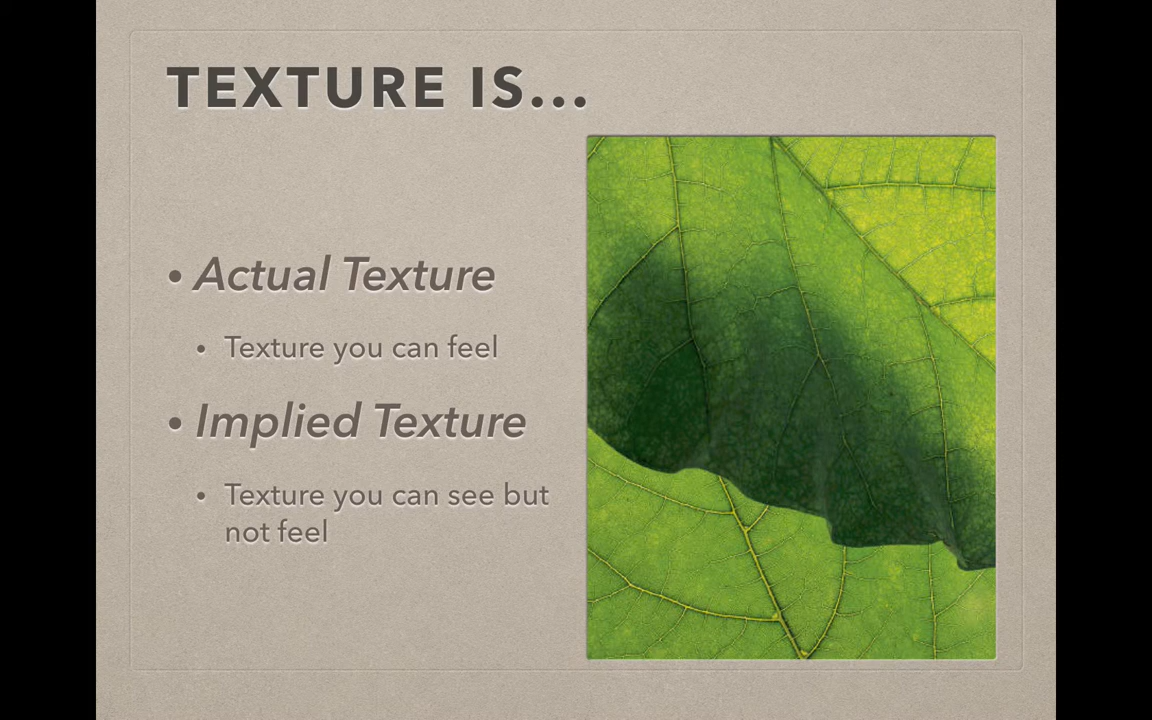 TEXTURE IS...
• Actual Texture
• Texture you can feel
• Implied Texture
• Texture you can see but
not feel